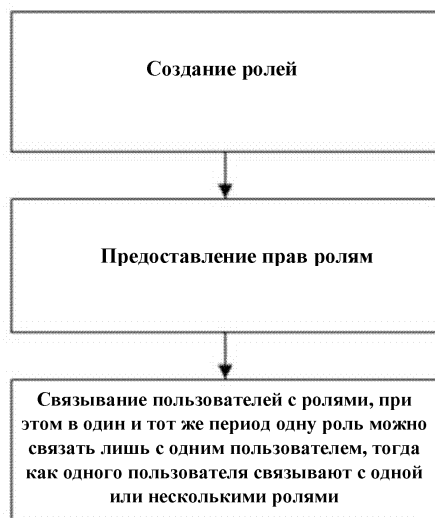 Создание ролей
Предоставление прав ролям
Связывание пользователей с ролями, при
этом в один и тот же период одну роль можно
связать лишь с одним пользователем, тогда
как одного пользователя связывают с одной
или несколькими ролями